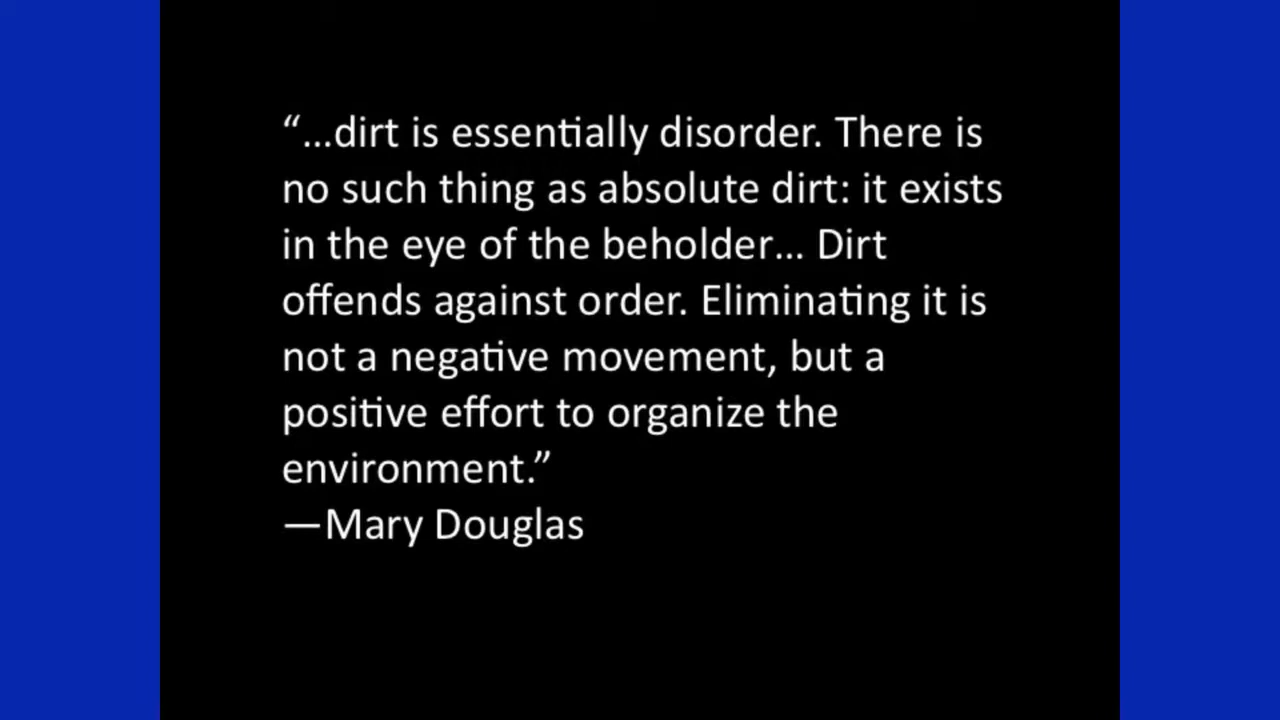 “…dirt is essentially disorder. There is
no such thing as absolute dirt: it exists
in the eye of the beholder… Dirt
offends against order. Eliminating it is
not a negative movement, but a
positive effort to organize the
environment.”
—Mary Douglas